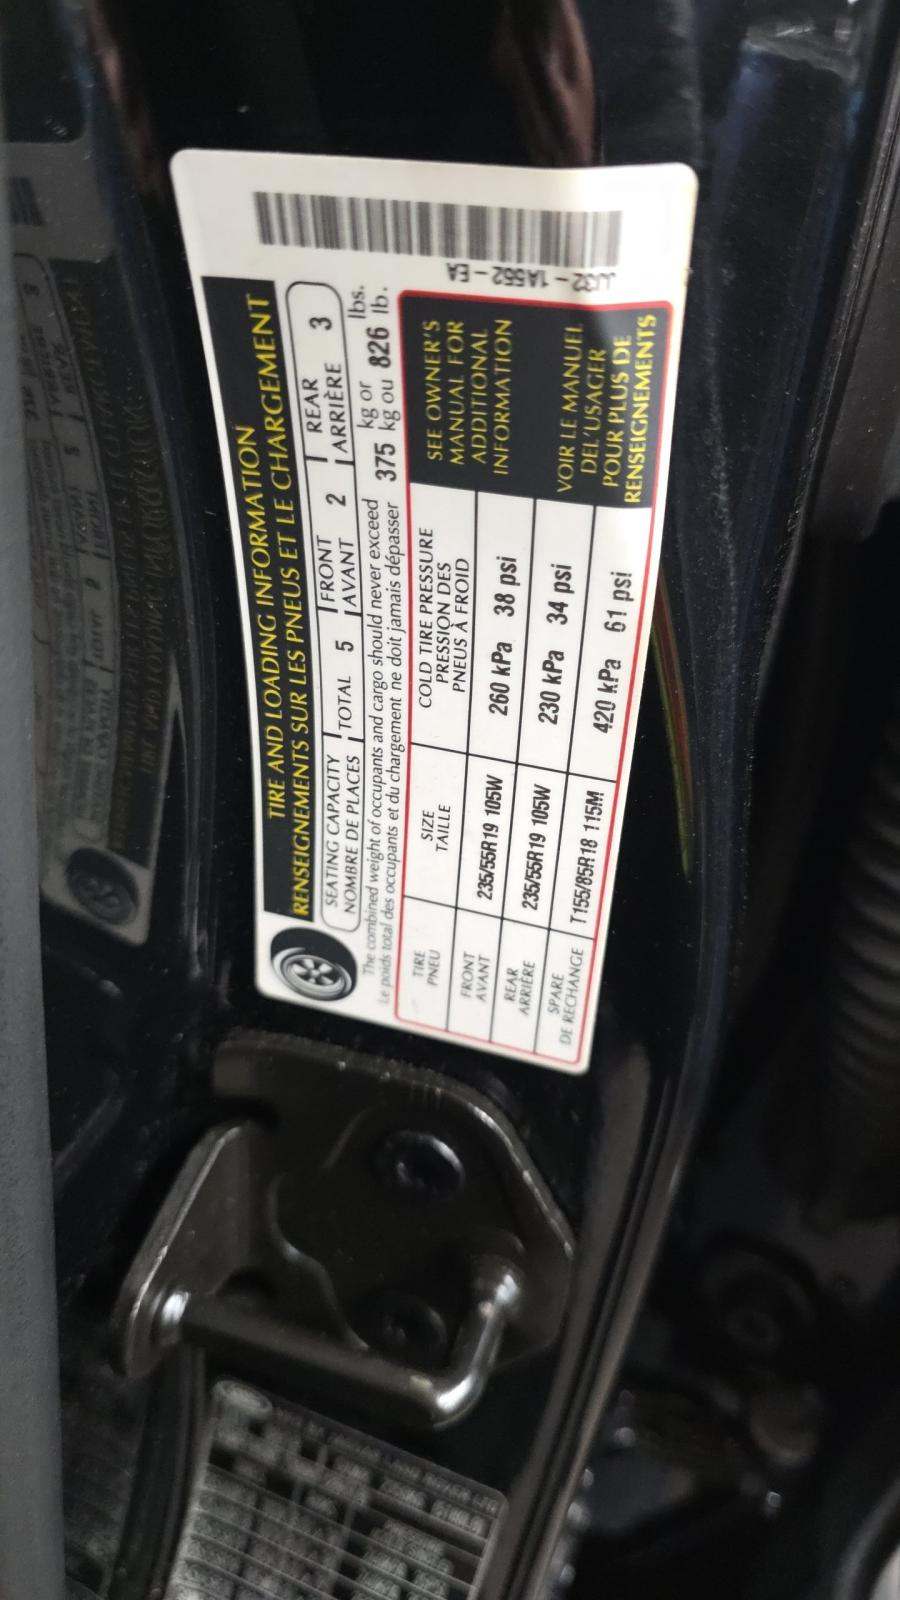 JJ32 - 1A552 - EA
TIRE AND LOADING INFORMATION
RENSEIGNEMENTS SUR LES PNEUS ET LE CHARGEMENT
SEATING CAPACITY
NOMBRE DE PLACES
TOTAL 5
FRONT
AVANT 2
REAR
ARRIÈRE 3
The combined weight of occupants and cargo should never exceed kg or lbs.
Le poids total des occupants et du chargement ne doit jamais dépasser 375 kg ou 826 lb.
TIRE
PNEU
SIZE
TAILLE
COLD TIRE PRESSURE
PRESSION DES
PNEUS À FROID
FRONT
AVANT
235/55R19 105W
260 kPa 38 psi
REAR
ARRIÈRE
235/55R19 105W
230 kPa 34 psi
SPARE
DE RECHANGE
T155/85R18 115M
420 kPa 61 psi
SEE OWNER'S
MANUAL FOR
ADDITIONAL
INFORMATION
VOIR LE MANUEL
DEL'USAGER
POUR PLUS DE
RENSEIGNEMENTS